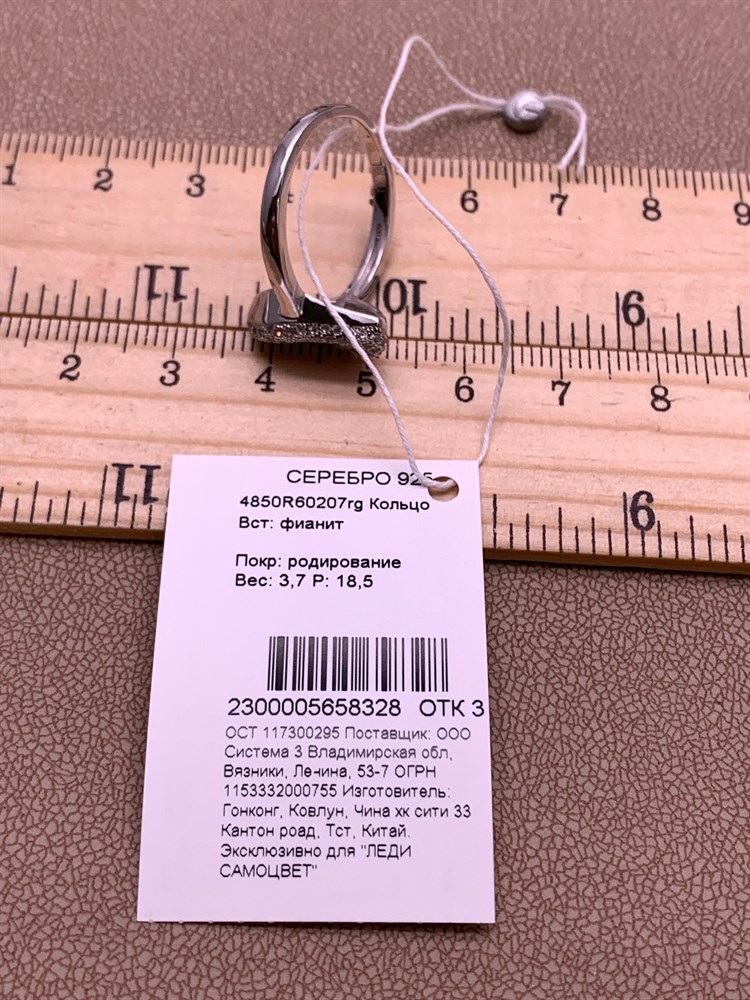 1 2 3 6 7 8 9
11 10 9
2 3 4 5 6 7 8
11 6
СЕРЕБРО 925
4850R60207rg Кольцо
Вст: фианит
Покр: родирование
Вес: 3,7 Р: 18,5
2300005658328 ОТК 3
ОСТ 117300295 Поставщик: ООО
Система 3 Владимирская обл,
Вязники, Ленина, 53-7 ОГРН
1153332000755 Изготовитель:
Гонконг, Ковлун, Чина хк сити 33
Кантон роад, Тст, Китай.
Эксклюзивно для "ЛЕДИ
САМОЦВЕТ"